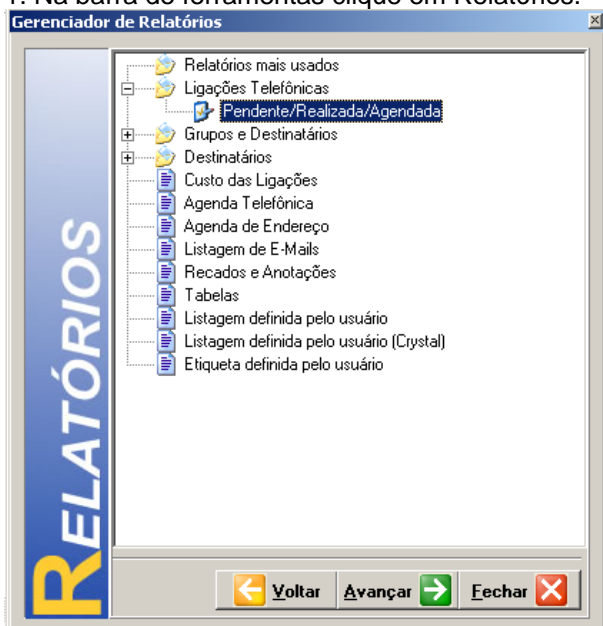 1. Na barra de ferramentas clique em Relatórios.
Gerenciador de Relatórios
Relatórios mais usados
Ligações Telefônicas
Pendente/Realizada/Agendada
Grupos e Destinatários
Destinatários
Custo das Ligações
Agenda Telefônica
Agenda de Endereço
Listagem de E-Mails
Recados e Anotações
Tabelas
Listagem definida pelo usuário
Listagem definida pelo usuário (Crystal)
Etiqueta definida pelo usuário
RELATÓRIOS
Voltar Avançar Fechar